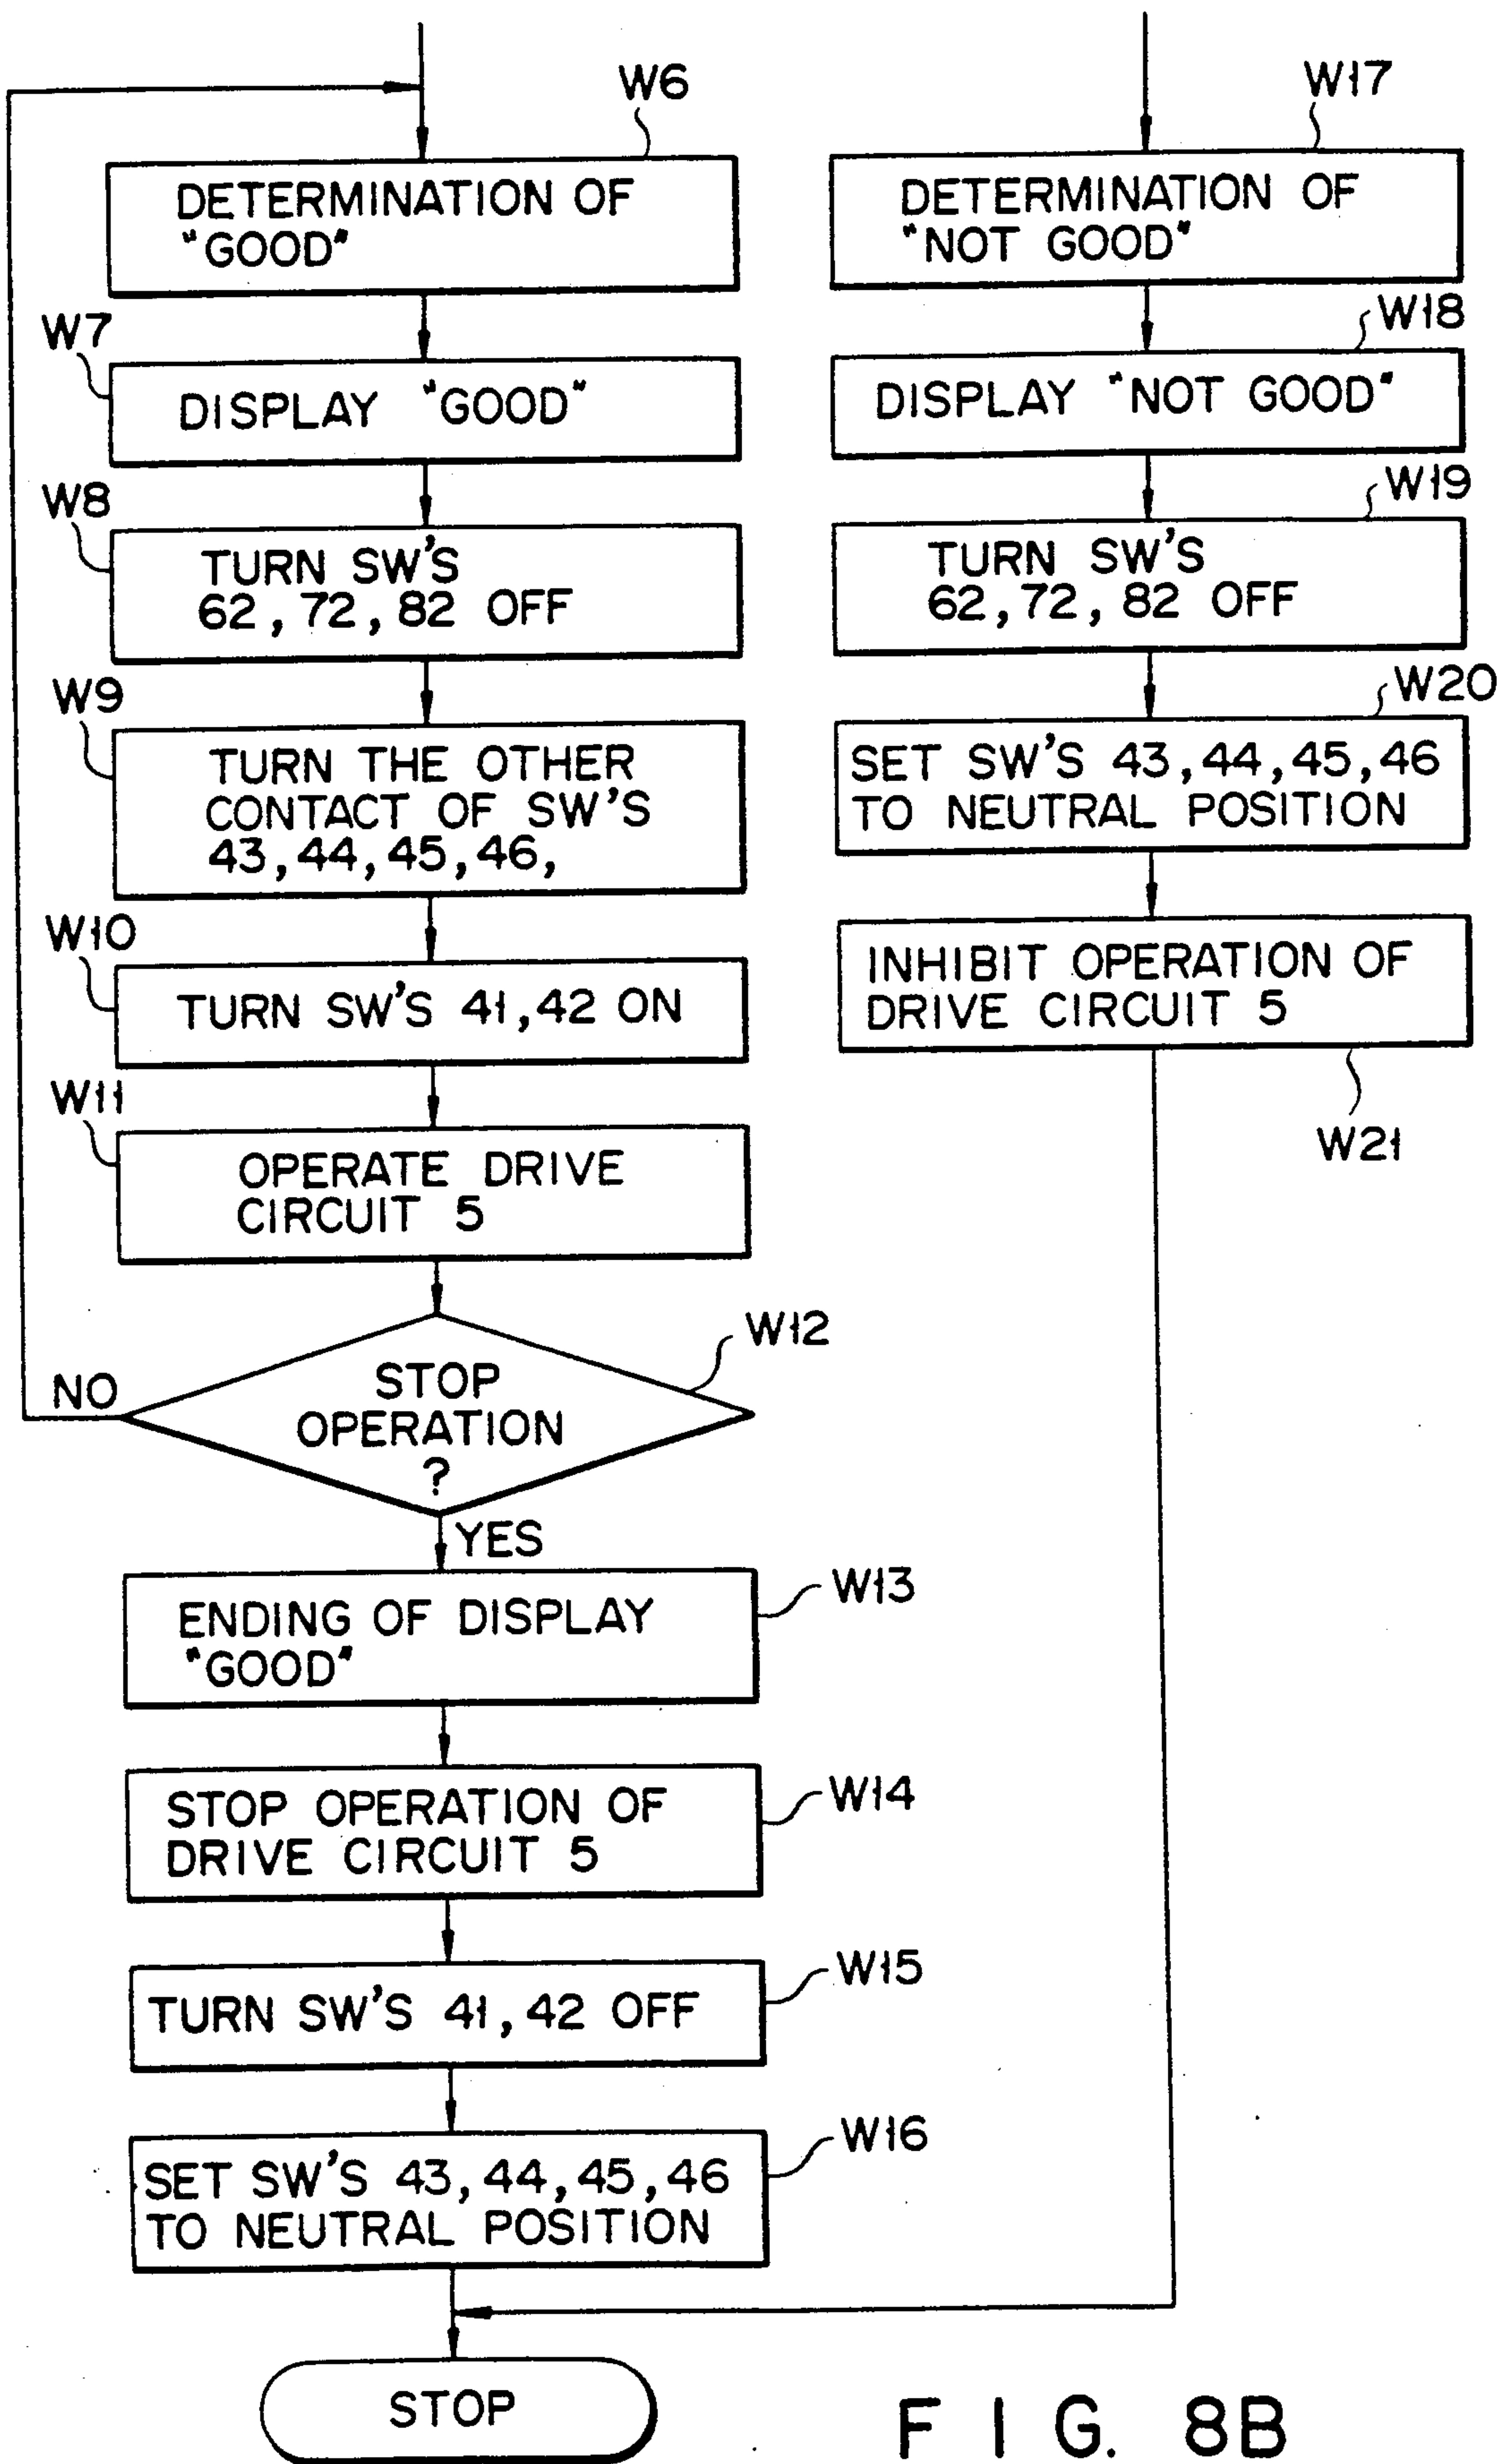 W6
DETERMINATION OF
"GOOD"
W7
DISPLAY "GOOD"
W8
TURN SW'S
62, 72, 82 OFF
W9
TURN THE OTHER
CONTACT OF SW'S
43, 44, 45, 46,
W10
TURN SW'S 41, 42 ON
W11
OPERATE DRIVE
CIRCUIT 5
W12
STOP
OPERATION
?
NO
YES
W13
ENDING OF DISPLAY
"GOOD"
W14
STOP OPERATION OF
DRIVE CIRCUIT 5
W15
TURN SW'S 41, 42 OFF
W16
SET SW'S 43, 44, 45, 46
TO NEUTRAL POSITION
STOP
W17
DETERMINATION OF
"NOT GOOD"
W18
DISPLAY "NOT GOOD"
W19
TURN SW'S
62, 72, 82 OFF
W20
SET SW'S 43, 44, 45, 46
TO NEUTRAL POSITION
INHIBIT OPERATION OF
DRIVE CIRCUIT 5
W21
FIG. 8B